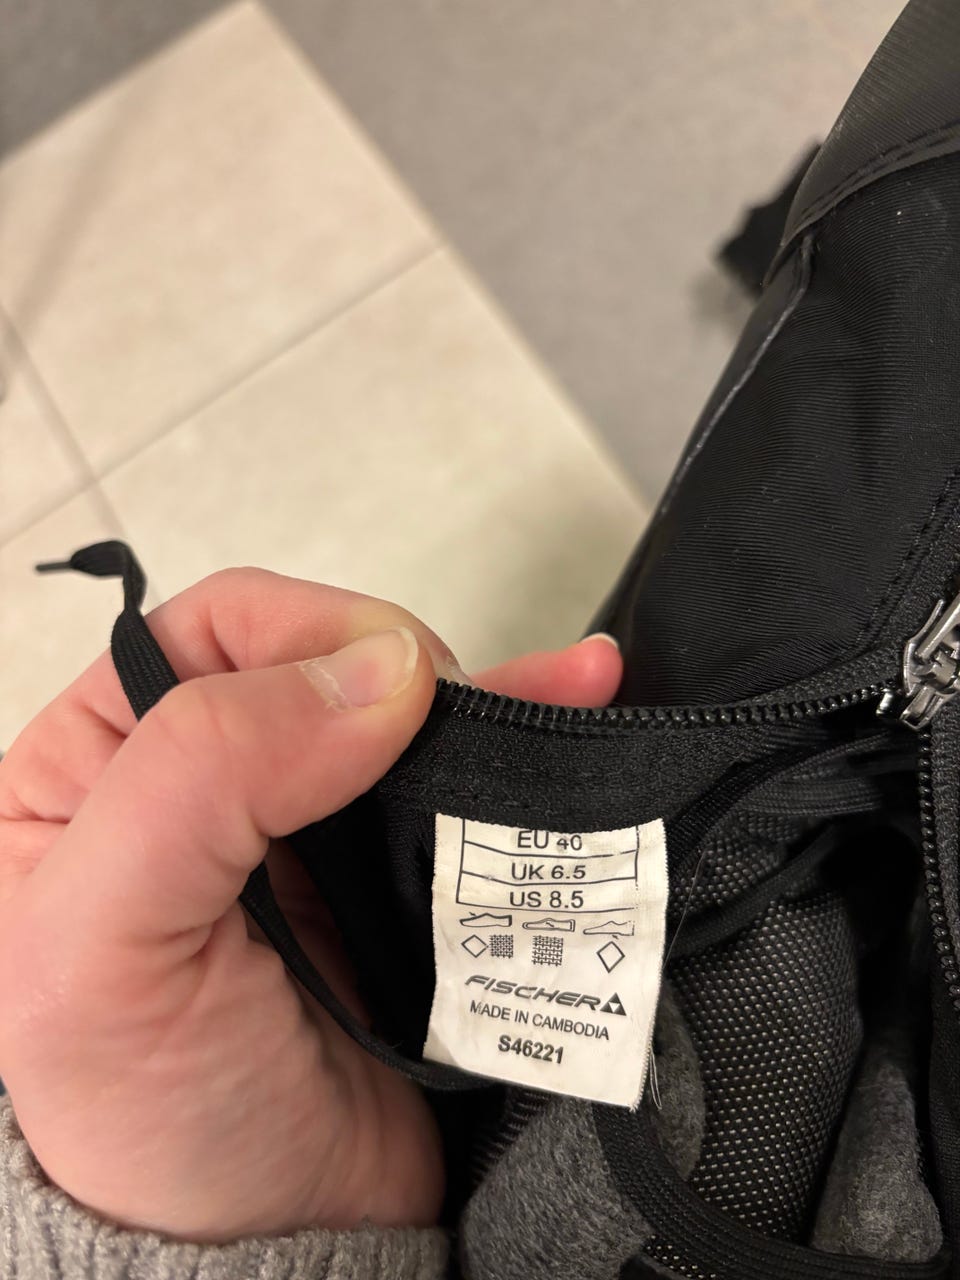 EU 40
UK 6.5
US 8.5
FISCHER
MADE IN CAMBODIA
S46221